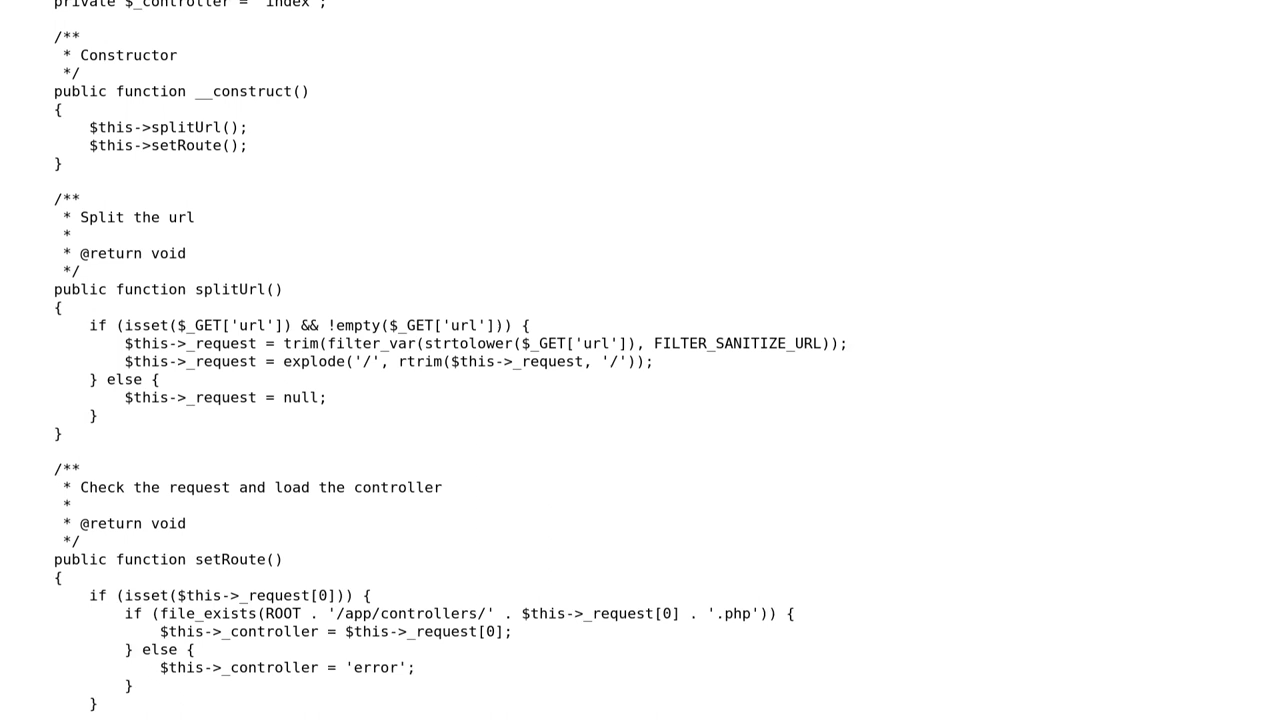 private $_controller = 'index';

/**
 * Constructor
 */
public function __construct()
{
    $this->splitUrl();
    $this->setRoute();
}

/**
 * Split the url
 *
 * @return void
 */
public function splitUrl()
{
    if (isset($_GET['url']) && !empty($_GET['url'])) {
        $this->_request = trim(filter_var(strtolower($_GET['url']), FILTER_SANITIZE_URL));
        $this->_request = explode('/', rtrim($this->_request, '/'));
    } else {
        $this->_request = null;
    }
}

/**
 * Check the request and load the controller
 *
 * @return void
 */
public function setRoute()
{
    if (isset($this->_request[0])) {
        if (file_exists(ROOT . '/app/controllers/' . $this->_request[0] . '.php')) {
            $this->_controller = $this->_request[0];
        } else {
            $this->_controller = 'error';
        }
    }